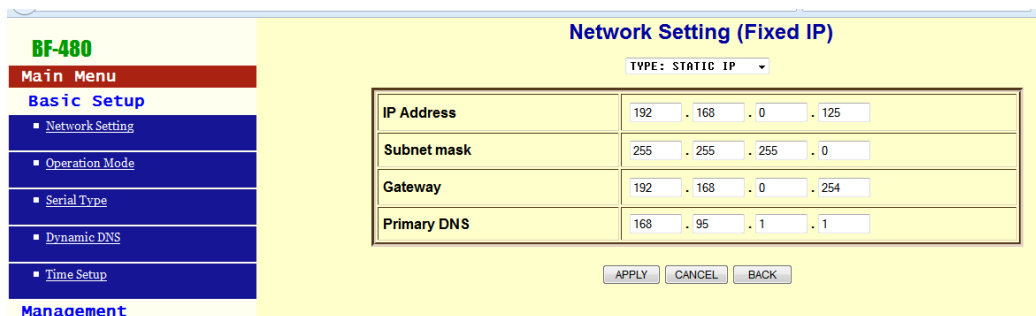 BF-480
Main Menu
Basic Setup
Network Setting
Operation Mode
Serial Type
Dynamic DNS
Time Setup
Management
Network Setting (Fixed IP)
TYPE: STATIC IP
IP Address 192 . 168 . 0 . 125
Subnet mask 255 . 255 . 255 . 0
Gateway 192 . 168 . 0 . 254
Primary DNS 168 . 95 . 1 . 1
APPLY CANCEL BACK